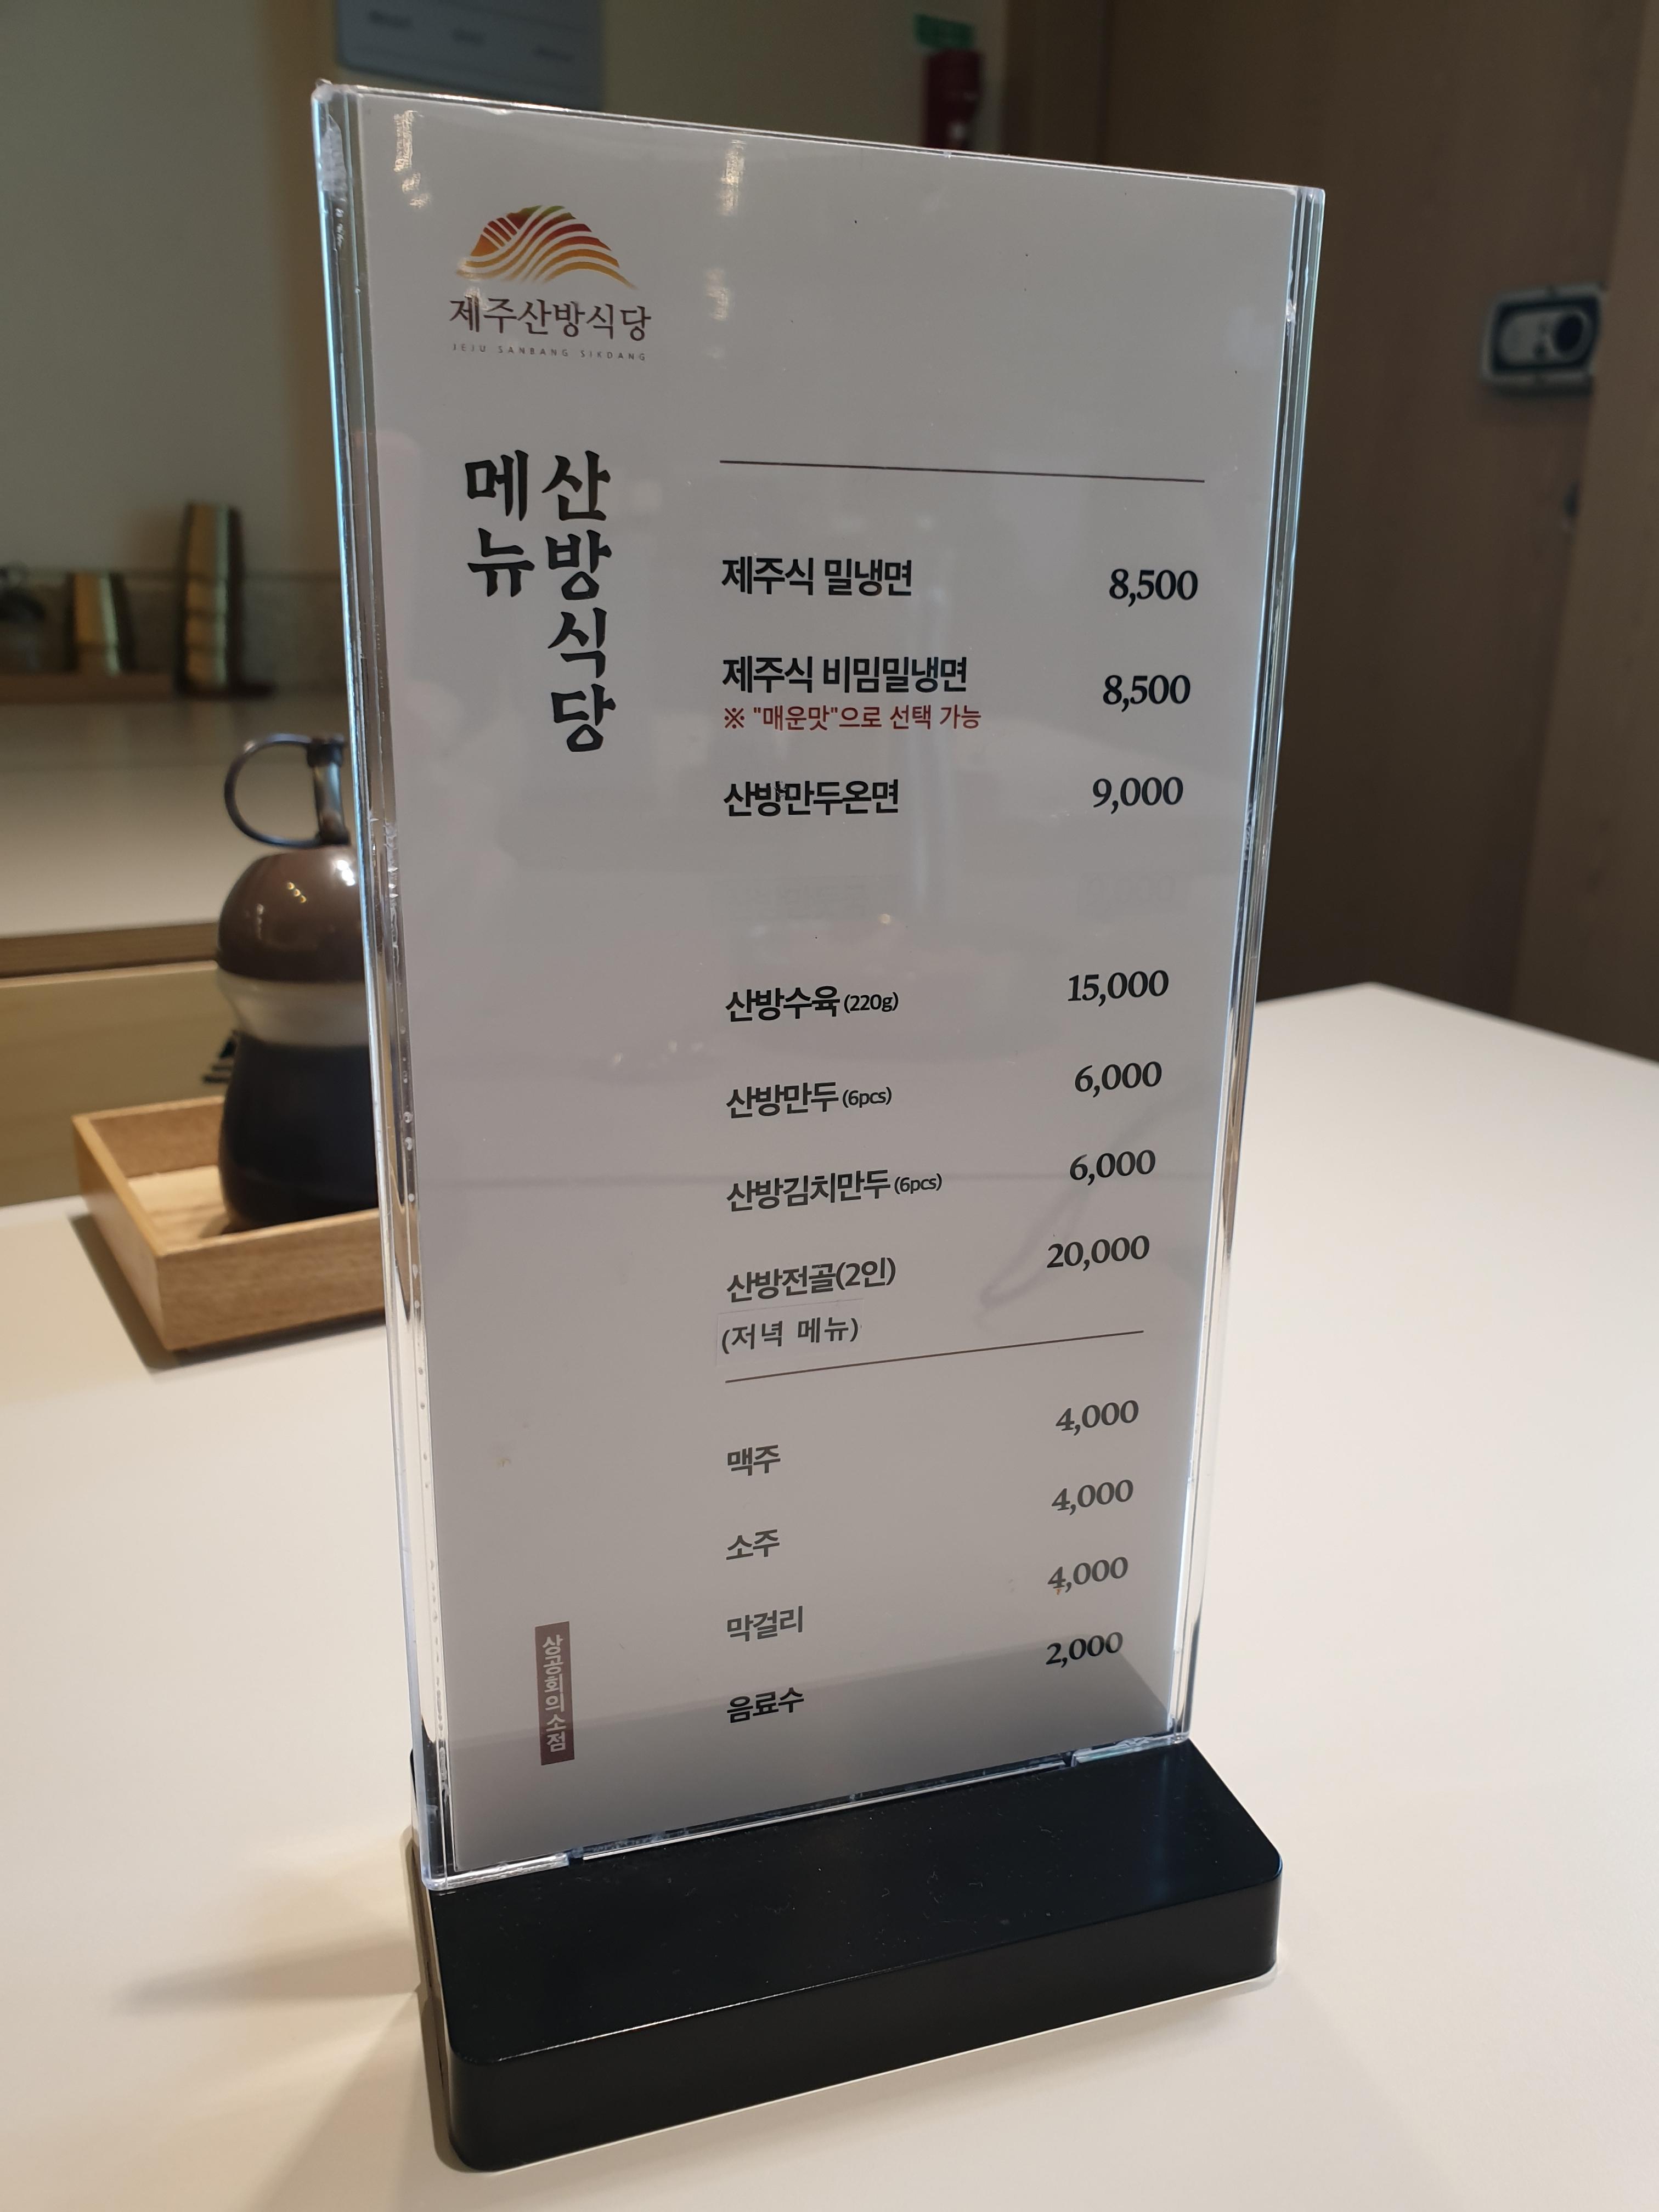 제주산방식당
JEJU SANBANG SIKDANG
산방식당
메뉴
제주식 밀냉면 8,500
제주식 비빔밀냉면 8,500
※ "매운맛"으로 선택 가능
산방만두온면 9,000
산방수육 (220g) 15,000
산방만두 (6pcs) 6,000
산방김치만두 (6pcs) 6,000
산방전골(2인) 20,000
(저녁 메뉴)
맥주 4,000
소주 4,000
막걸리 4,000
음료수 2,000
상공회의소점